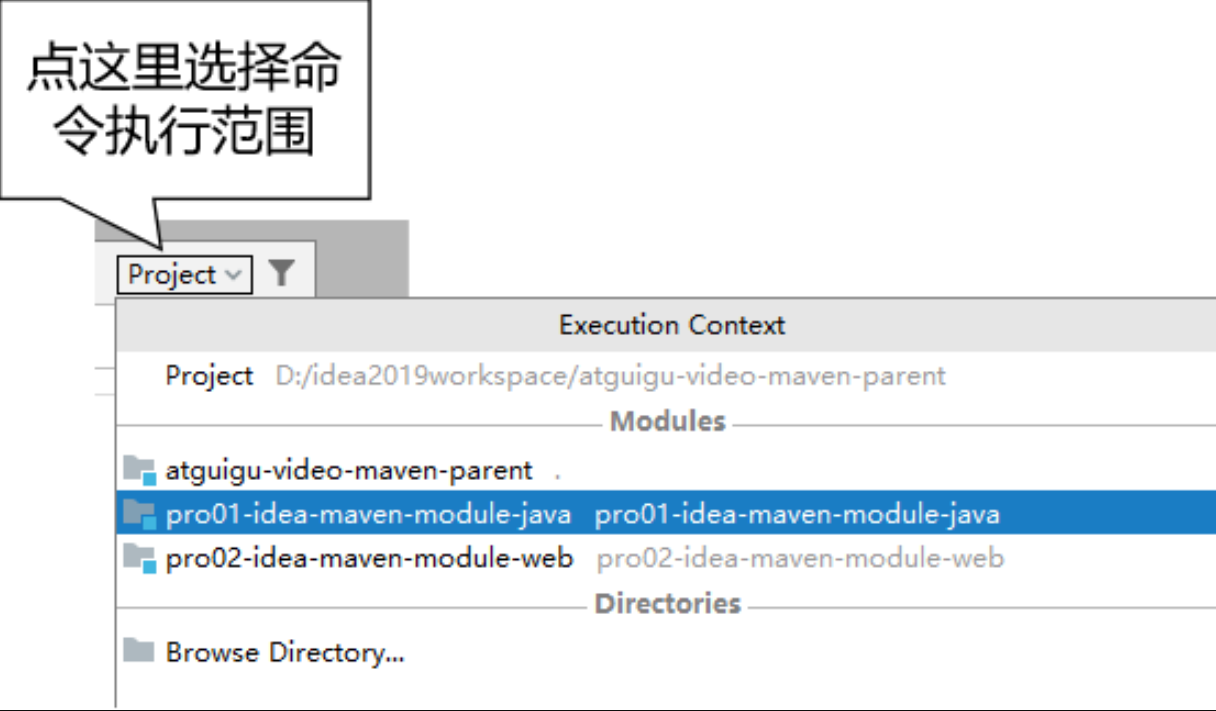 点这里选择命
令执行范围
Project
Execution Context
Project D:/idea2019workspace/atguigu-video-maven-parent
Modules
atguigu-video-maven-parent .
pro01-idea-maven-module-java pro01-idea-maven-module-java
pro02-idea-maven-module-web pro02-idea-maven-module-web
Directories
Browse Directory...